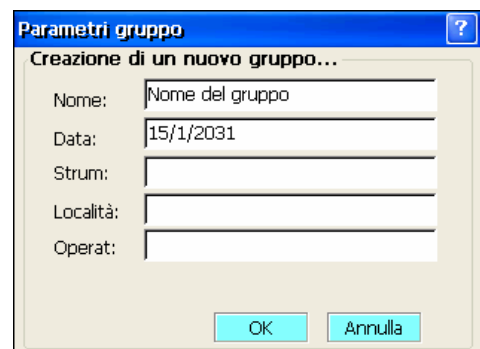 Parametri gruppo ?
Creazione di un nuovo gruppo...
Nome: Nome del gruppo
Data: 15/1/2031
Strum:
Località:
Operat:
OK Annulla